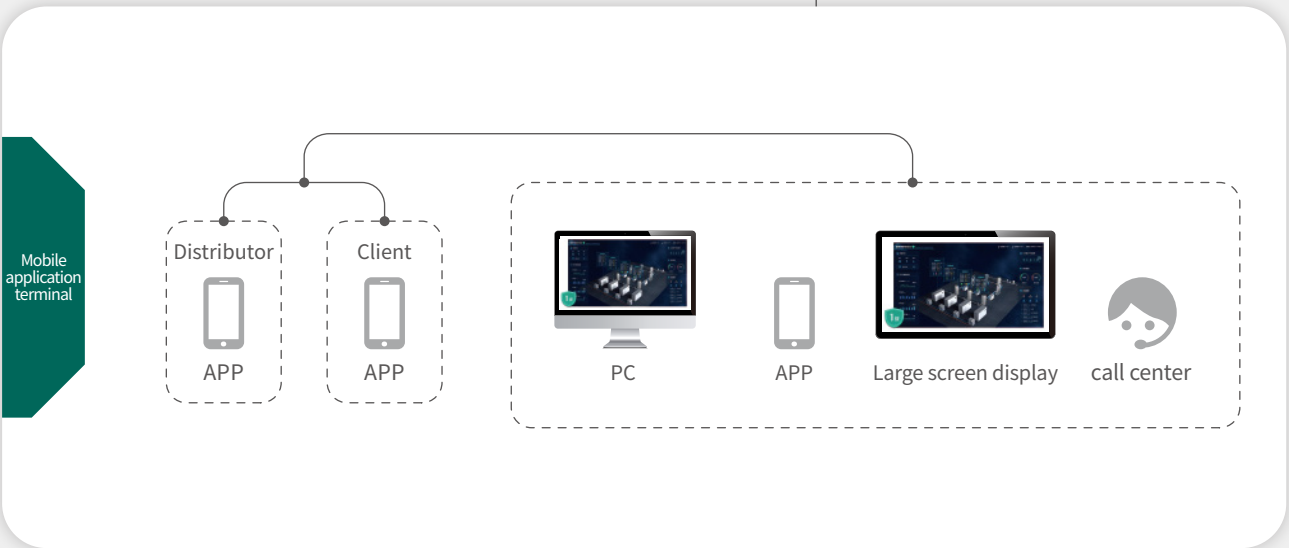 Mobile
application
terminal
Distributor
APP
Client
APP
PC
APP
Large screen display
call center